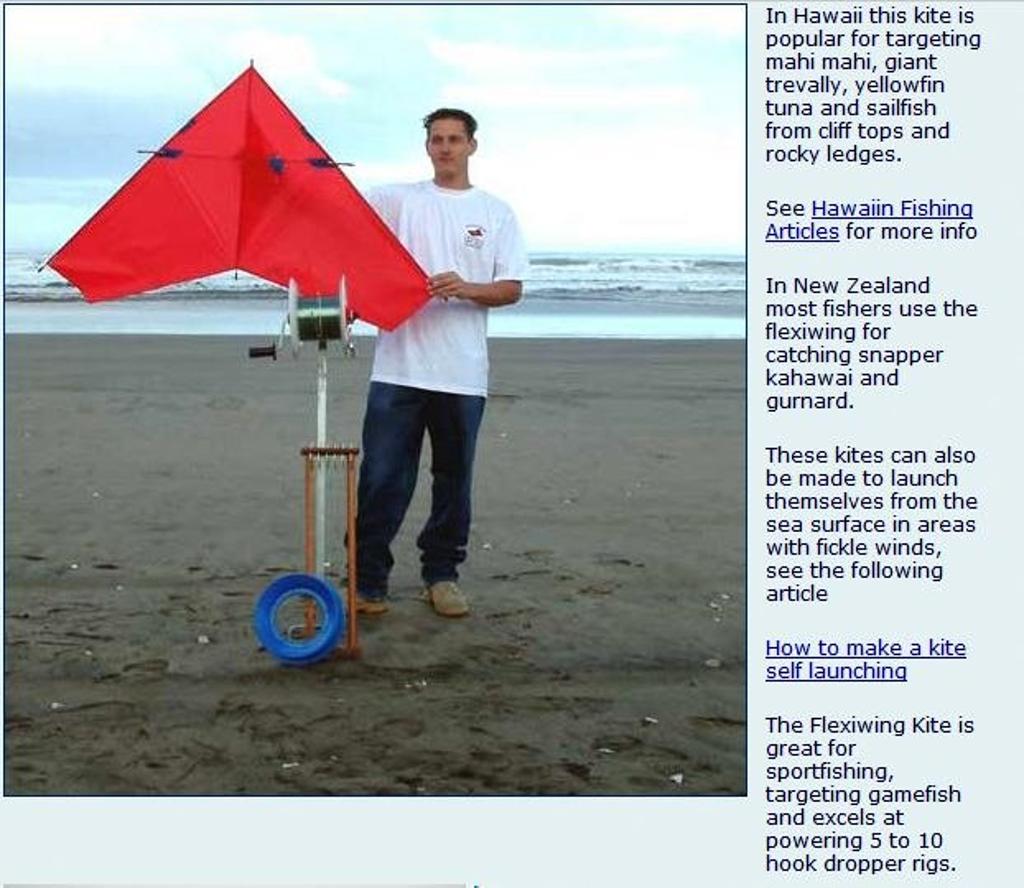 In Hawaii this kite is
popular for targeting
mahi mahi, giant
trevally, yellowfin
tuna and sailfish
from cliff tops and
rocky ledges.
See Hawaiin Fishing
Articles for more info
In New Zealand
most fishers use the
flexiwing for
catching snapper
kahawai and
gurnard.
These kites can also
be made to launch
themselves from the
sea surface in areas
with fickle winds,
see the following
article
How to make a kite
self launching
The Flexiwing Kite is
great for
sportfishing,
targeting gamefish
and excels at
powering 5 to 10
hook dropper rigs.